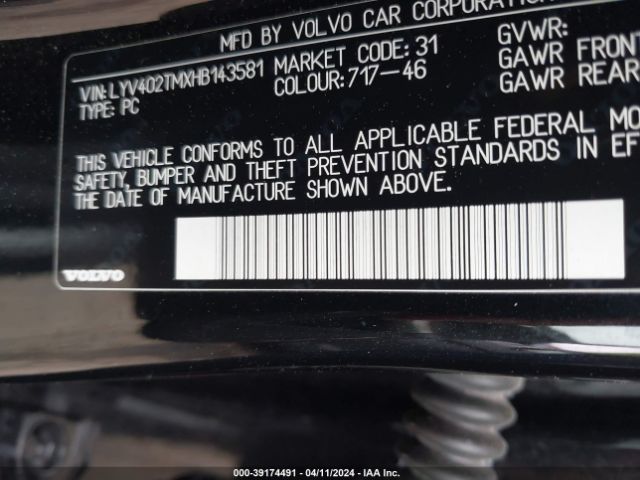 MFD BY VOLVO CAR CORPORATION
VIN:LYV402TMXHB143581 MARKET CODE: 31 GVWR:
TYPE: PC COLOUR:717-46 GAWR FRONT
GAWR REAR
THIS VEHICLE CONFORMS TO ALL APPLICABLE FEDERAL MO
SAFETY, BUMPER AND THEFT PREVENTION STANDARDS IN EF
THE DATE OF MANUFACTURE SHOWN ABOVE.
VOLVO
000-39174491 - 04/11/2024 - IAA Inc.